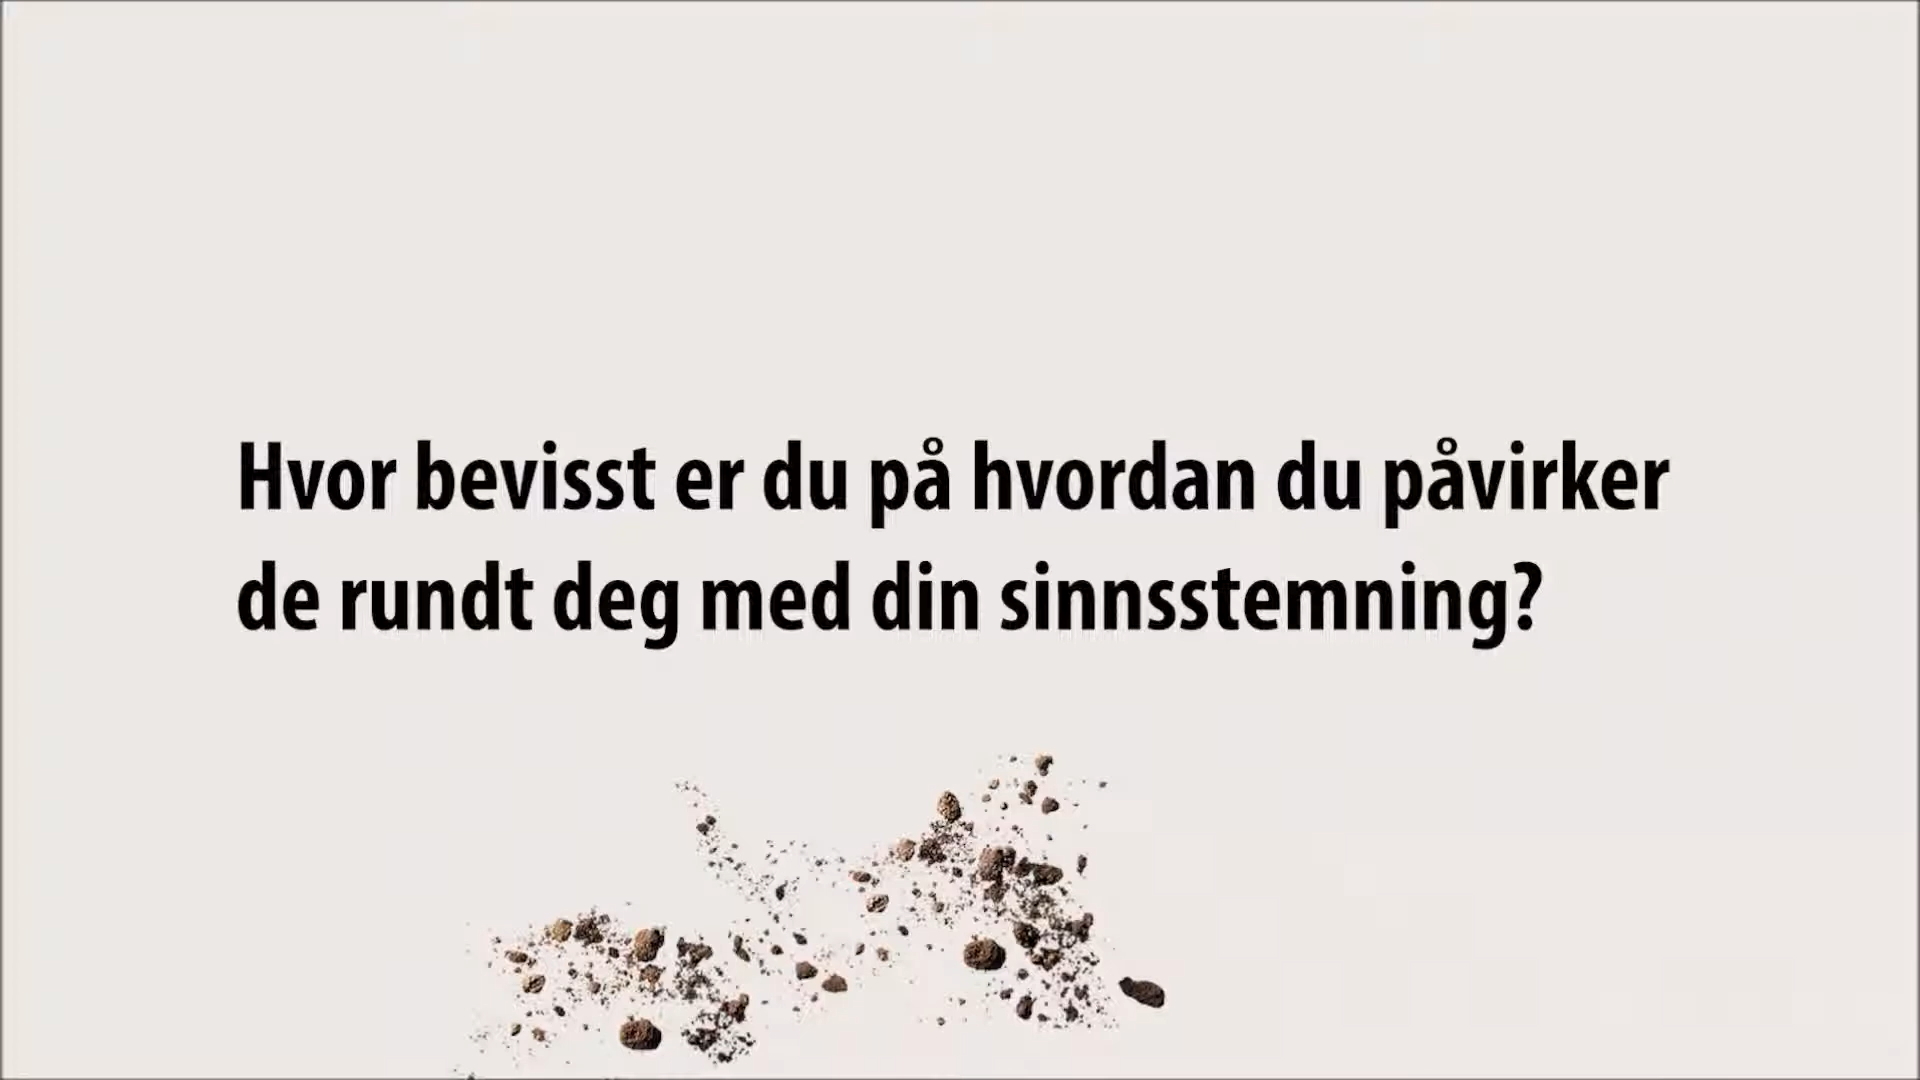 Hvor bevisst er du på hvordan du påvirker
de rundt deg med din sinnsstemning?